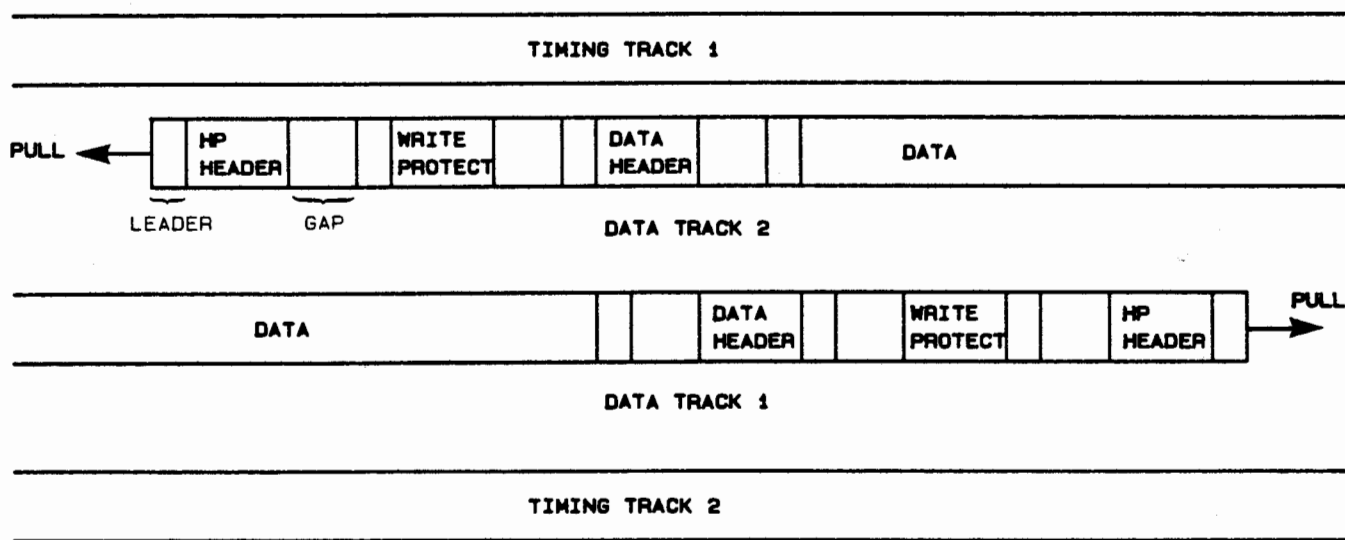 TIMING TRACK 1
PULL
HP
HEADER
WRITE
PROTECT
DATA
HEADER
DATA
LEADER
GAP
DATA TRACK 2
DATA
DATA
HEADER
WRITE
PROTECT
HP
HEADER
PULL
DATA TRACK 1
TIMING TRACK 2